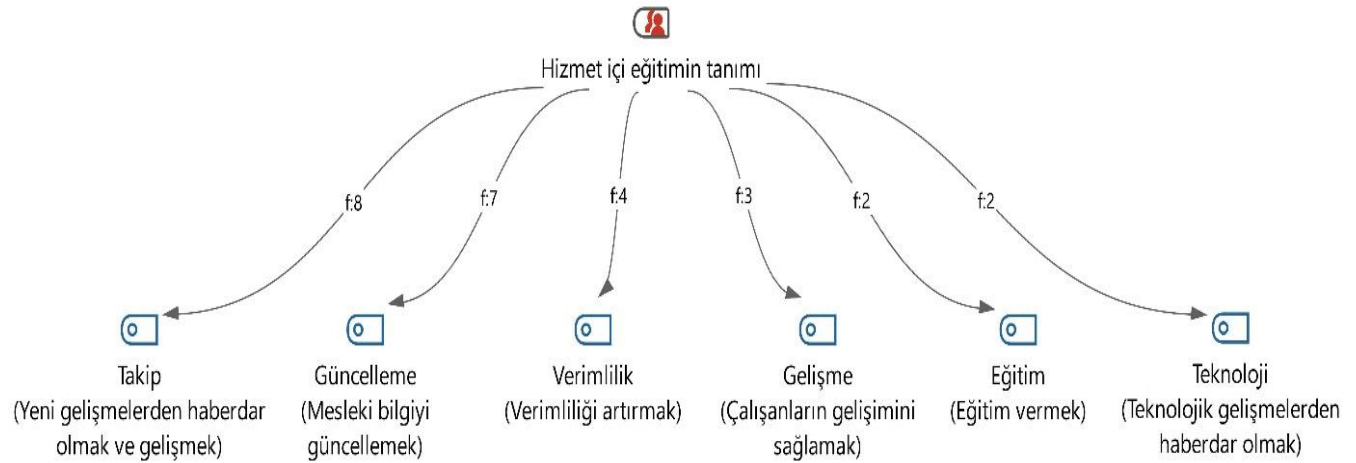 Hizmet içi eğitimin tanımı
f:8
f:7
f:4
f:3
f:2
f:2
Takip
(Yeni gelişmelerden haberdar
olmak ve gelişmek)
Güncelleme
(Mesleki bilgiyi
güncellemek)
Verimlilik
(Verimliliği artırmak)
Gelişme
(Çalışanların gelişimini
sağlamak)
Eğitim
(Eğitim vermek)
Teknoloji
(Teknolojik gelişmelerden
haberdar olmak)